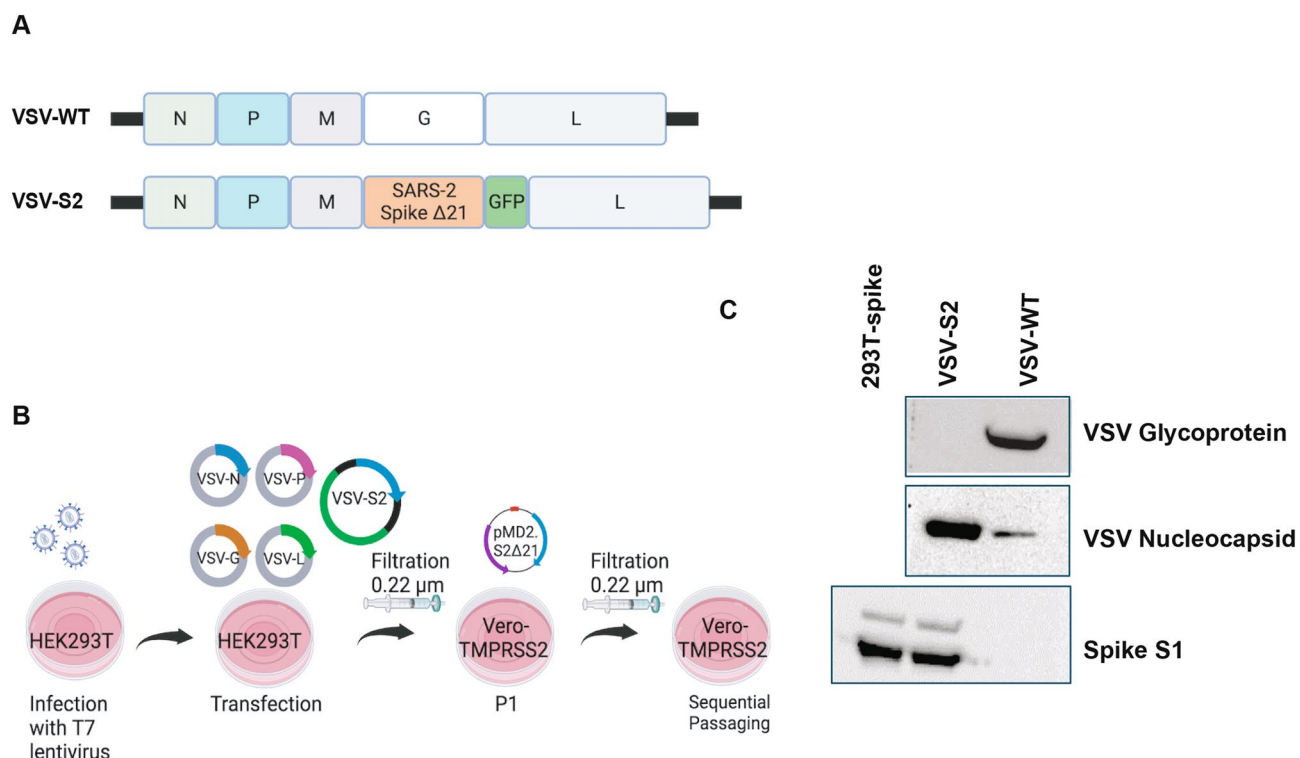 A
VSV-WT
N
P
M
G
L
VSV-S2
N
P
M
SARS-2
Spike Δ21
GFP
L
B
VSV-N
VSV-P
VSV-S2
VSV-G
VSV-L
Filtration
0.22 µm
pMD2.
S2Δ21
Filtration
0.22 µm
HEK293T
HEK293T
Vero-
TMPRSS2
Vero-
TMPRSS2
Infection
with T7
lentivirus
Transfection
P1
Sequential
Passaging
C
293T-spike
VSV-S2
VSV-WT
VSV Glycoprotein
VSV Nucleocapsid
Spike S1